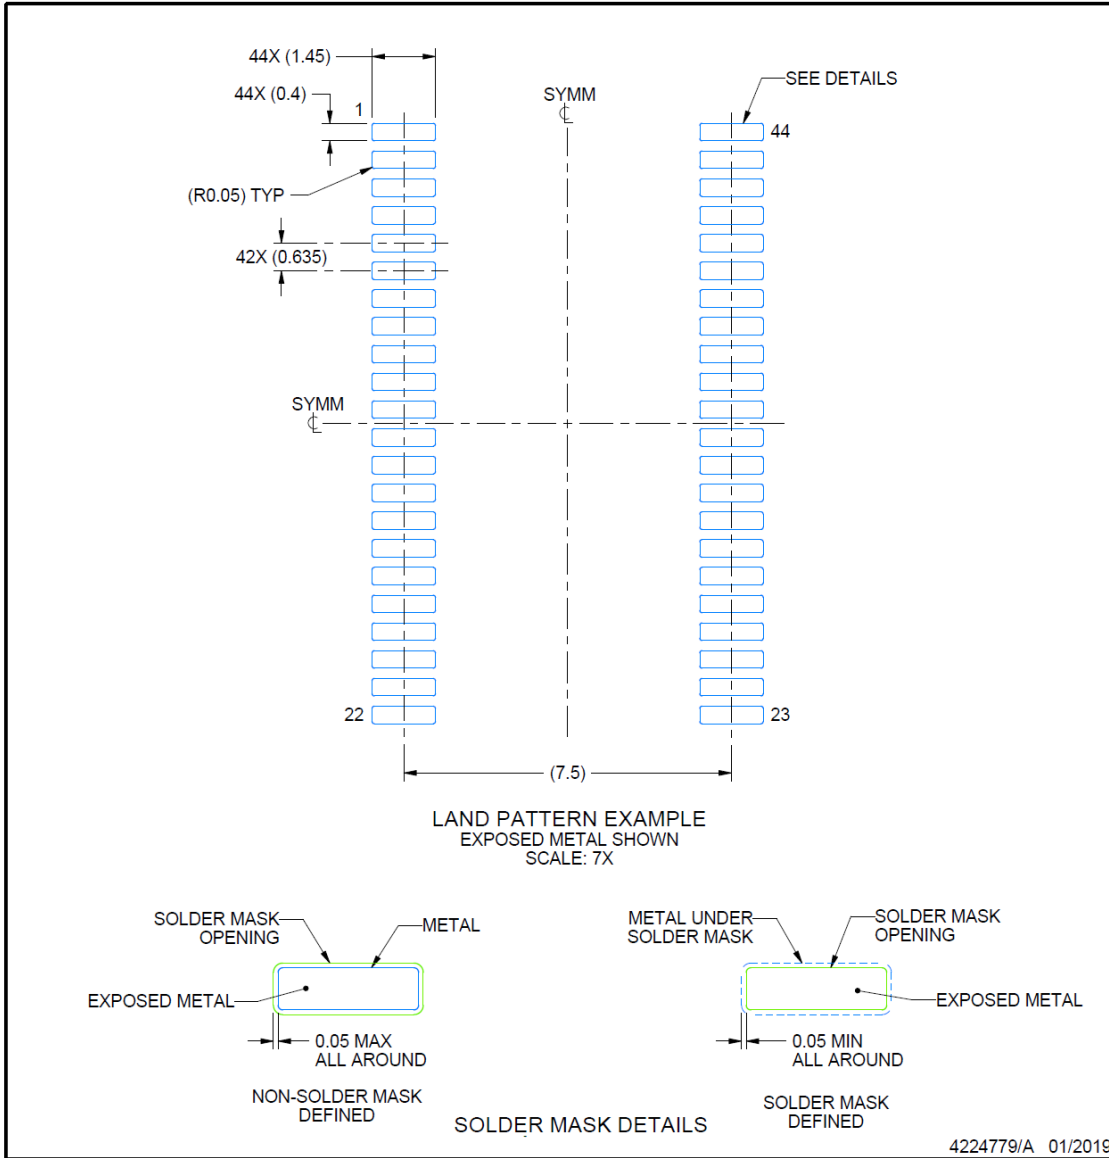 44X (1.45)
44X (0.4)
1
SYMM
SEE DETAILS
44
(R0.05) TYP
42X (0.635)
SYMM
22
23
(7.5)
LAND PATTERN EXAMPLE
EXPOSED METAL SHOWN
SCALE: 7X
SOLDER MASK
OPENING
METAL
EXPOSED METAL
0.05 MAX
ALL AROUND
NON-SOLDER MASK
DEFINED
METAL UNDER
SOLDER MASK
SOLDER MASK
OPENING
EXPOSED METAL
0.05 MIN
ALL AROUND
SOLDER MASK
DEFINED
SOLDER MASK DETAILS
4224779/A 01/2019